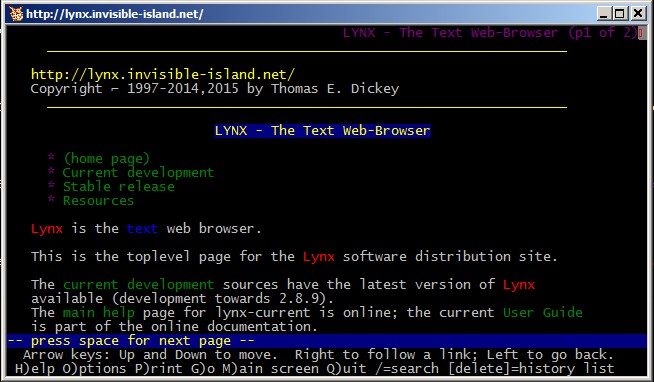 http://lynx.invisible-island.net/
LYNX - The Text Web-Browser (p1 of 2)
http://lynx.invisible-island.net/
Copyright ⌐ 1997-2014,2015 by Thomas E. Dickey
LYNX - The Text Web-Browser
* (home page)
* Current development
* Stable release
* Resources
Lynx is the text web browser.
This is the toplevel page for the Lynx software distribution site.
The current development sources have the latest version of Lynx
available (development towards 2.8.9).
The main help page for lynx-current is online; the current User Guide
is part of the online documentation.
-- press space for next page --
Arrow keys: Up and Down to move.  Right to follow a link; Left to go back.
H)elp O)ptions P)rint G)o M)ain screen Q)uit /=search [delete]=history list